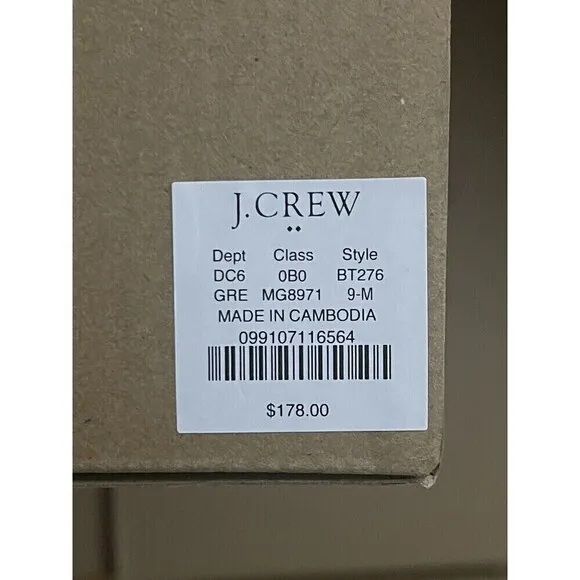 J.CREW
Dept Class Style
DC6 0B0 BT276
GRE MG8971 9-M
MADE IN CAMBODIA
099107116564
$178.00